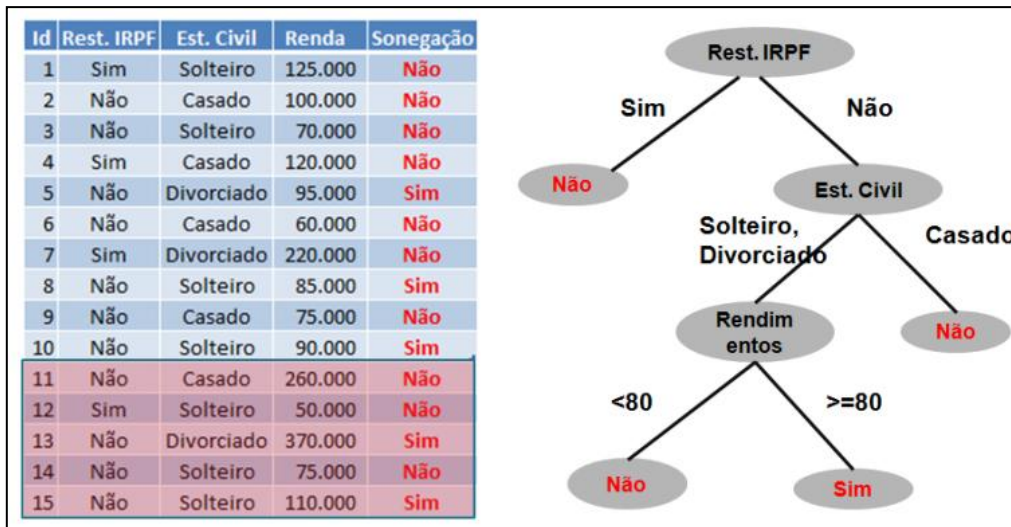 Id Rest. IRPF Est. Civil Renda Sonegação
1 Sim Solteiro 125.000 Não
2 Não Casado 100.000 Não
3 Não Solteiro 70.000 Não
4 Sim Casado 120.000 Não
5 Não Divorciado 95.000 Sim
6 Não Casado 60.000 Não
7 Sim Divorciado 220.000 Não
8 Não Solteiro 85.000 Sim
9 Não Casado 75.000 Não
10 Não Solteiro 90.000 Sim
11 Não Casado 260.000 Não
12 Sim Solteiro 50.000 Não
13 Não Divorciado 370.000 Sim
14 Não Solteiro 75.000 Não
15 Não Solteiro 110.000 Sim
Rest. IRPF
Sim Não
Não
Est. Civil
Solteiro,
Divorciado
Casado
Rendim
entos
Não
<80 >=80
Não Sim